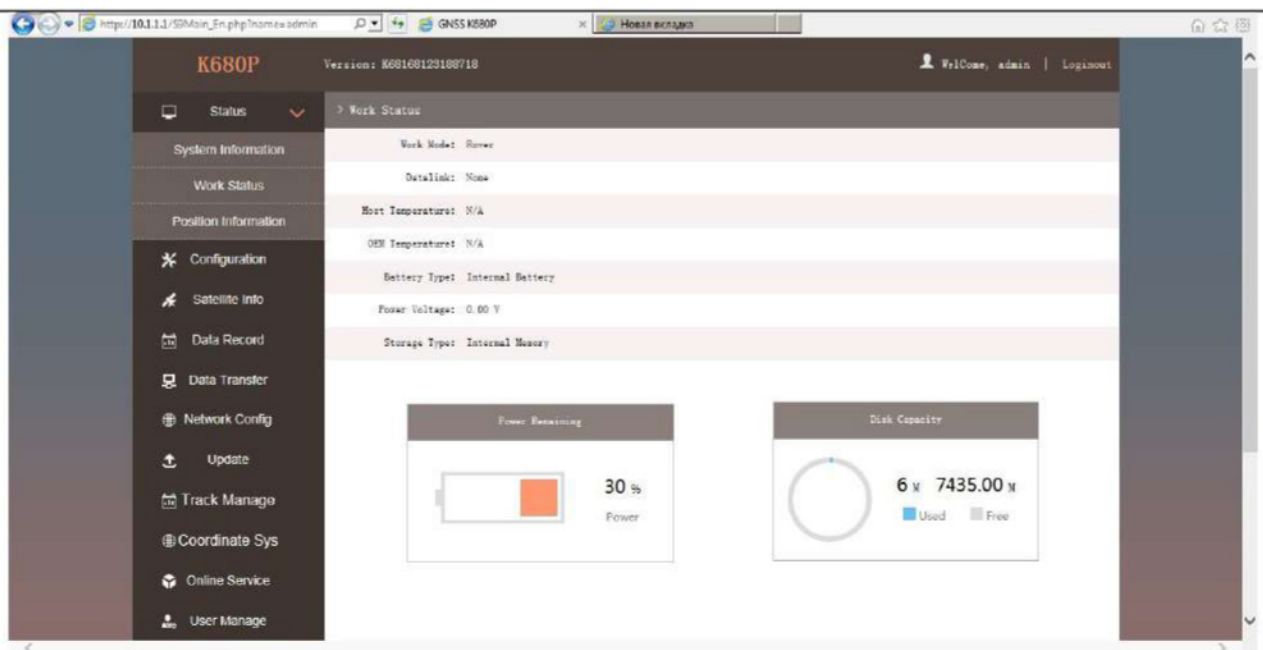 http://10.1.1.1/S9Main_En.php?name=admin
GNSS K680P
Новая вкладка
K680P
Version: K68168123188718
WelCome, admin | Loginout
Status
> Work Status
System Information
Work Status
Position Information
Configuration
Satellite Info
Data Record
Data Transfer
Network Config
Update
Track Manage
Coordinate Sys
Online Service
User Manage
Work Mode: Rover
Datalink: None
Host Temperature: N/A
OEM Temperature: N/A
Battery Type: Internal Battery
Power Voltage: 0.00 V
Storage Type: Internal Memory
Power Remaining
30 %
Power
Disk Capacity
6 M 7435.00 M
Used Free